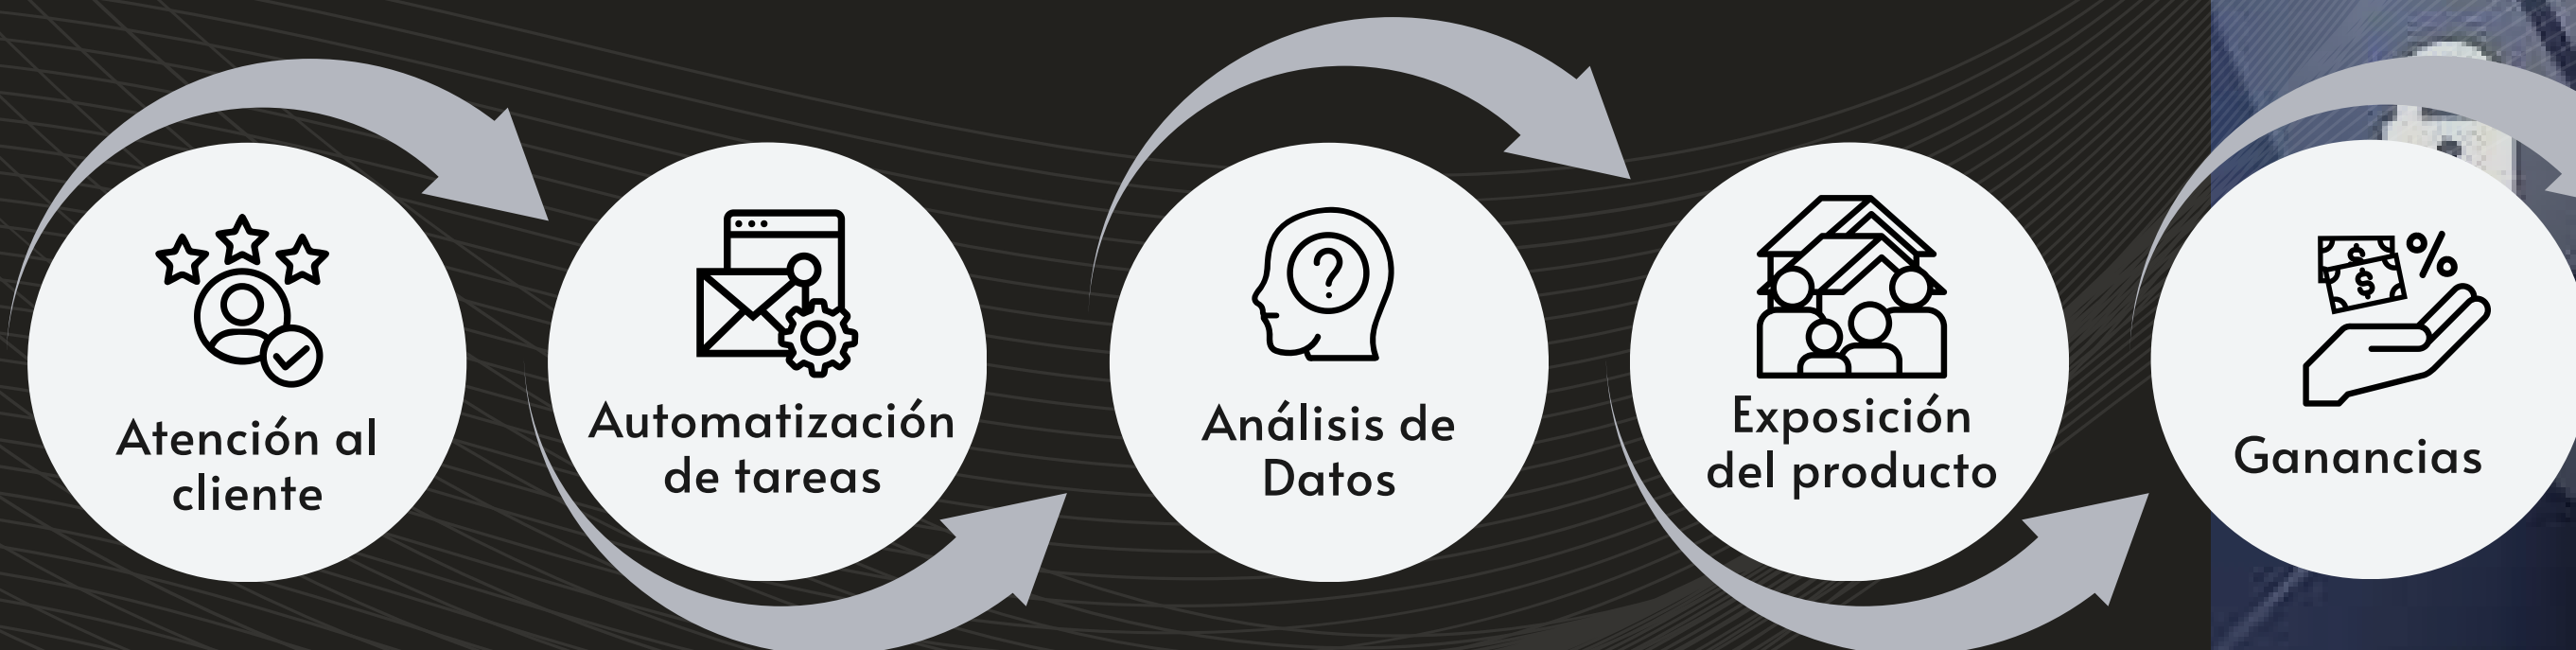 Atención al
cliente
Automatización
de tareas
Análisis de
Datos
Exposición
del producto
Ganancias